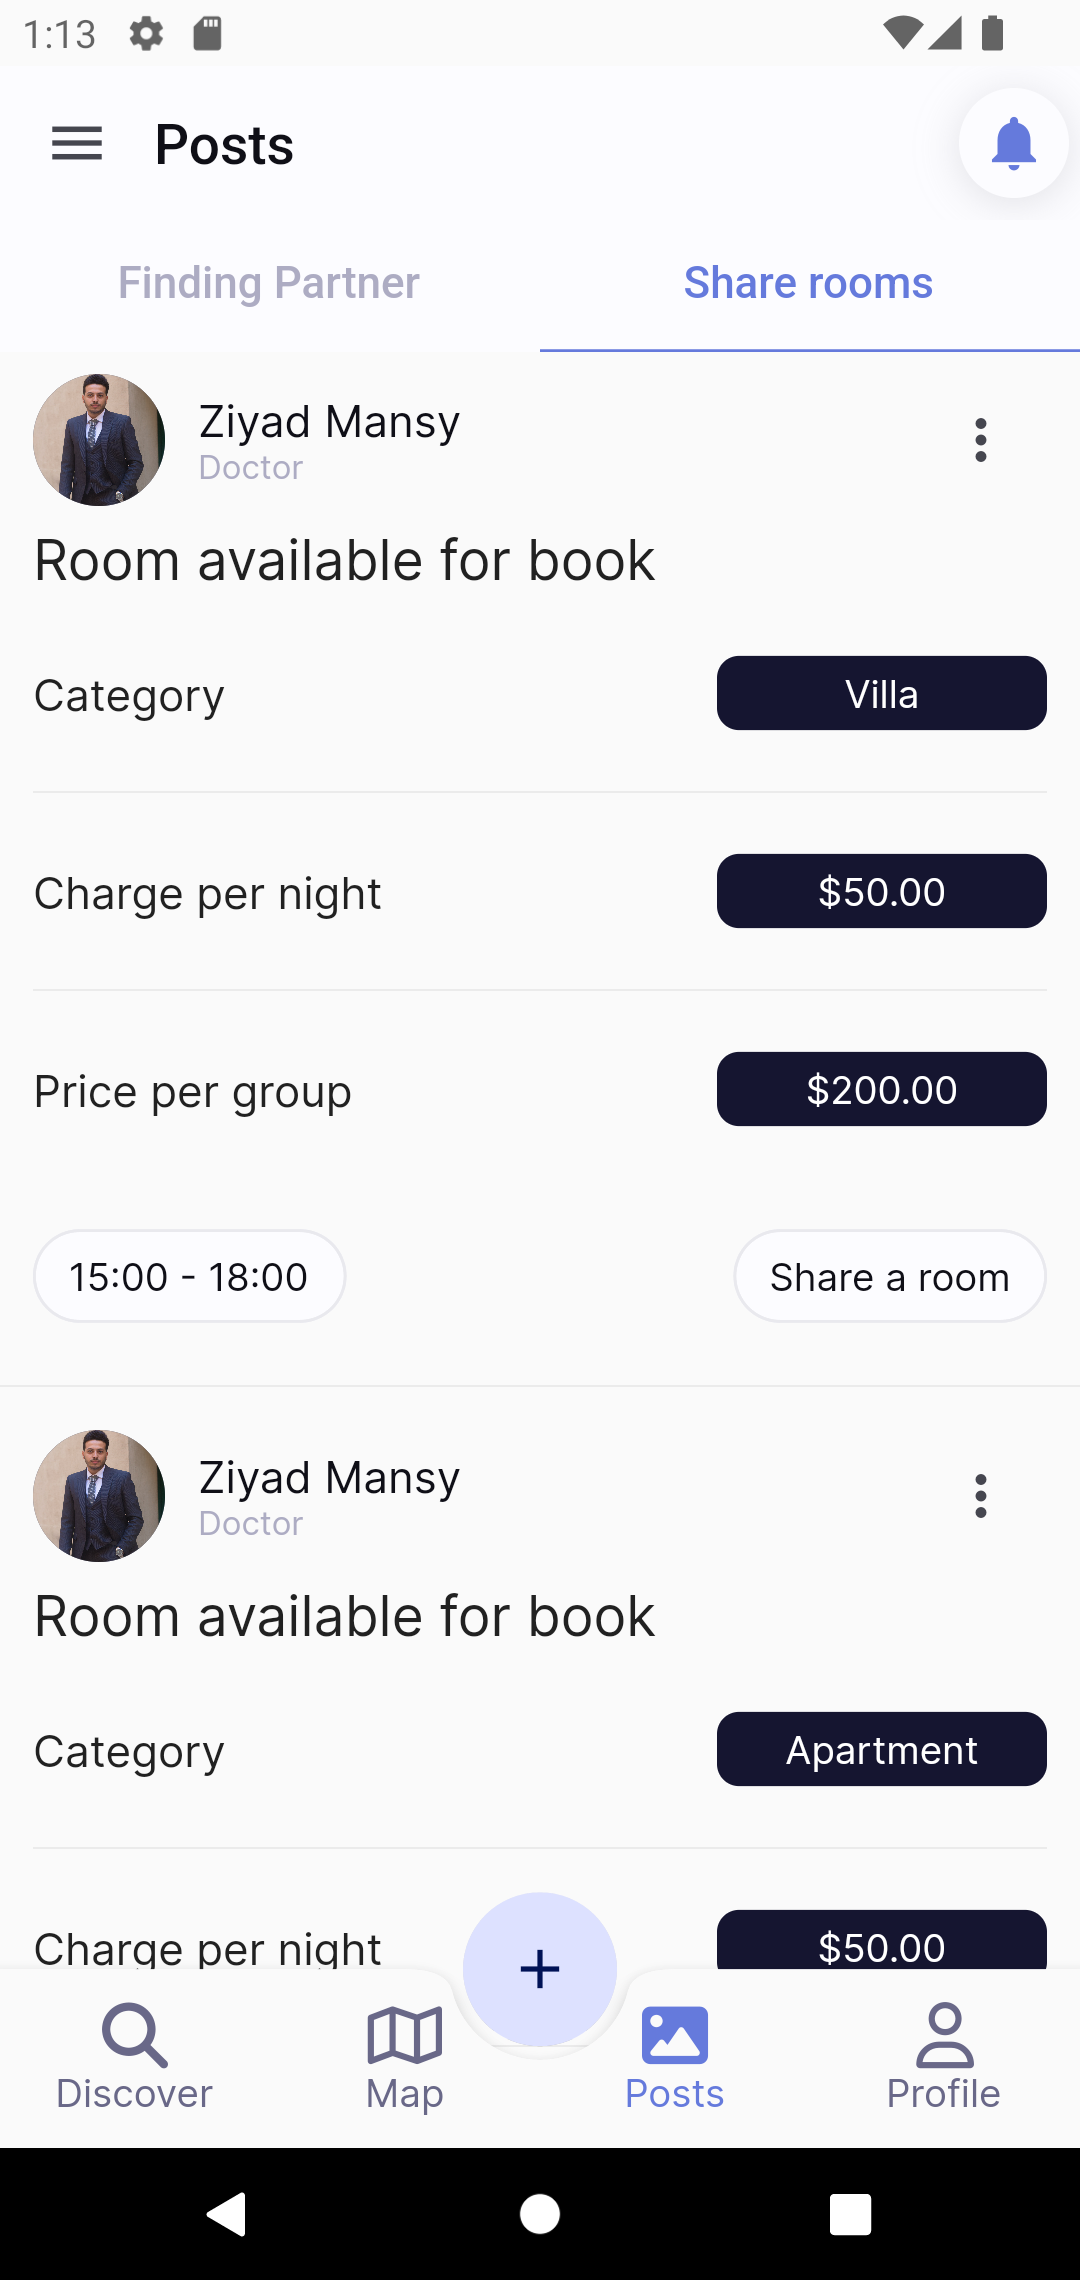 1:13
Posts
Finding Partner
Share rooms
Ziyad Mansy
Doctor
Room available for book
Category
Villa
Charge per night
$50.00
Price per group
$200.00
15:00 - 18:00
Share a room
Ziyad Mansy
Doctor
Room available for book
Category
Apartment
Charge per night
$50.00
Discover
Map
Posts
Profile